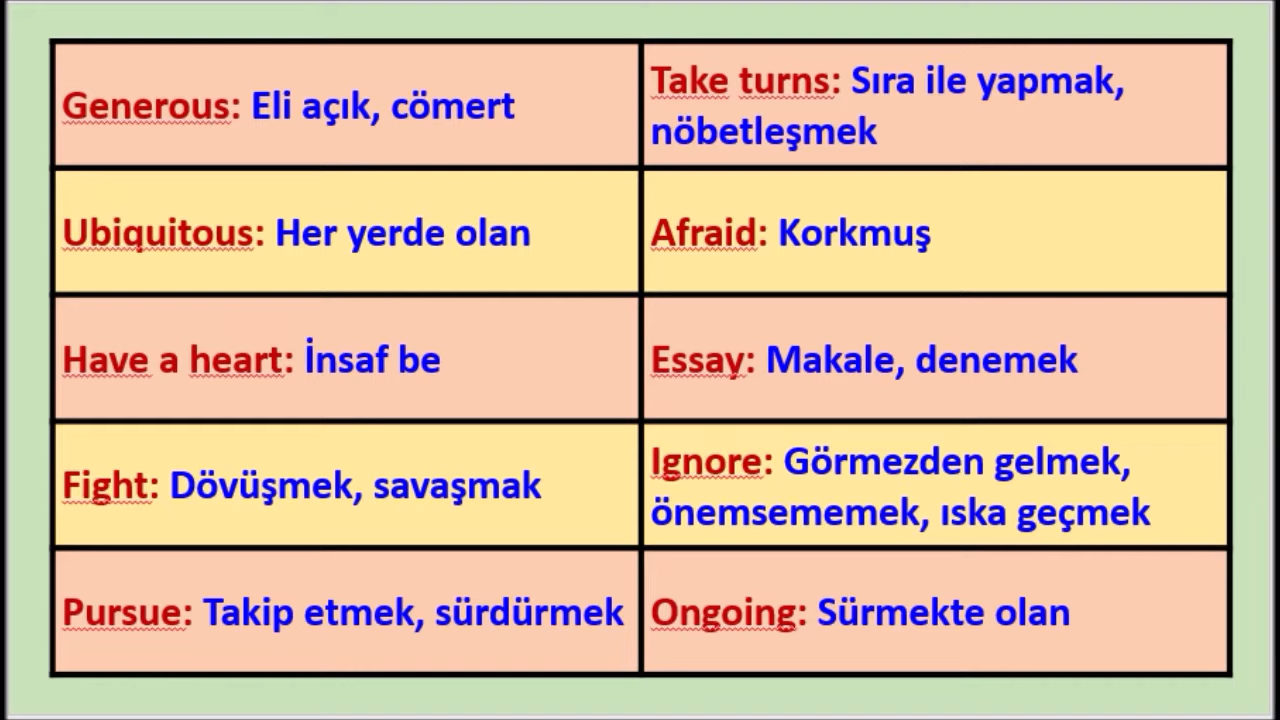 Generous: Eli açık, cömert
Take turns: Sıra ile yapmak,
nöbetleşmek
Ubiquitous: Her yerde olan
Afraid: Korkmuş
Have a heart: İnsaf be
Essay: Makale, denemek
Fight: Dövüşmek, savaşmak
Ignore: Görmezden gelmek,
önemsememek, ıska geçmek
Pursue: Takip etmek, sürdürmek
Ongoing: Sürmekte olan